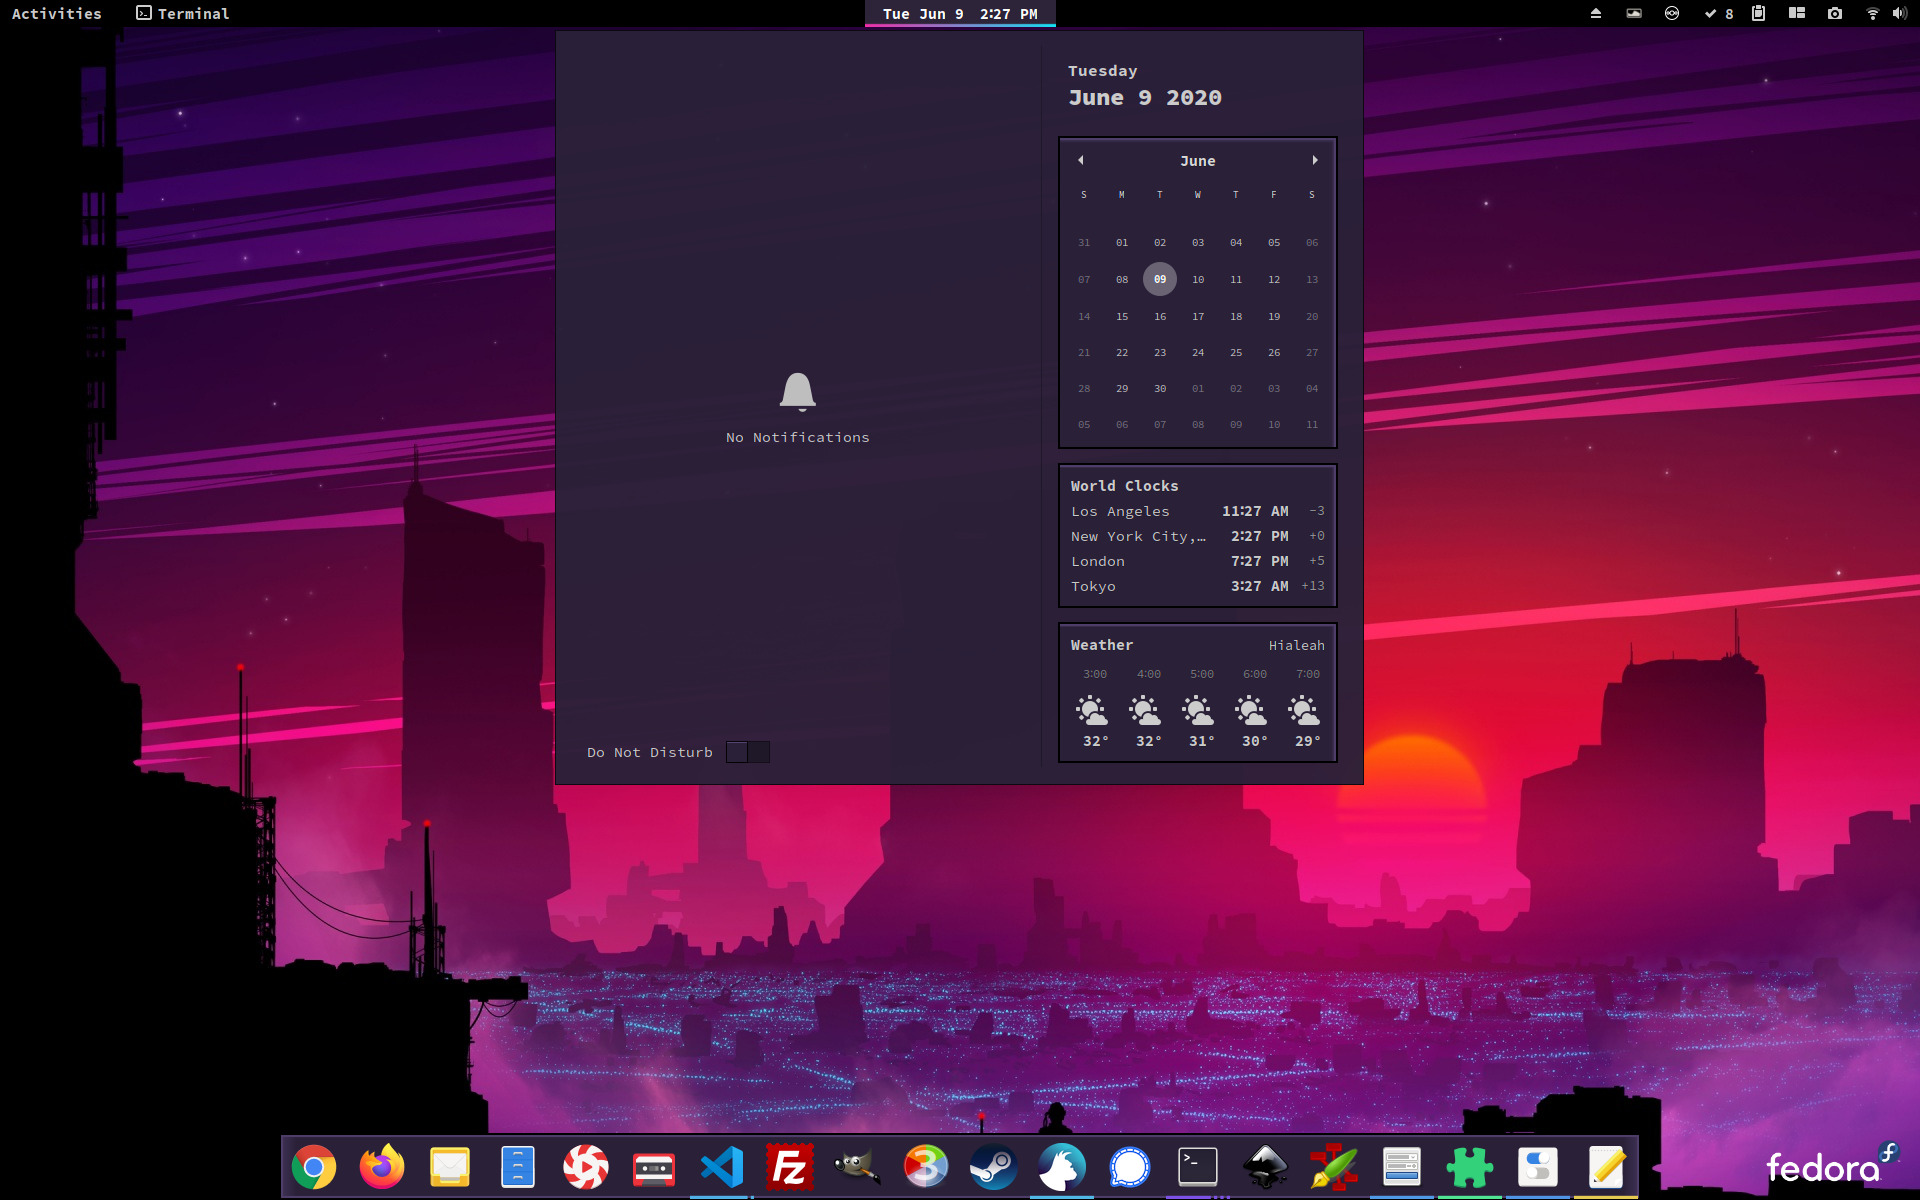 Activities Terminal Tue Jun 9 2:27 PM 8
Tuesday
June 9 2020
June
S M T W T F S
31 01 02 03 04 05 06
07 08 09 10 11 12 13
14 15 16 17 18 19 20
21 22 23 24 25 26 27
28 29 30 01 02 03 04
05 06 07 08 09 10 11
No Notifications
World Clocks
Los Angeles 11:27 AM -3
New York City,… 2:27 PM +0
London 7:27 PM +5
Tokyo 3:27 AM +13
Weather Hialeah
3:00 4:00 5:00 6:00 7:00
32° 32° 31° 30° 29°
Do Not Disturb
Fz
3
>_
fedora